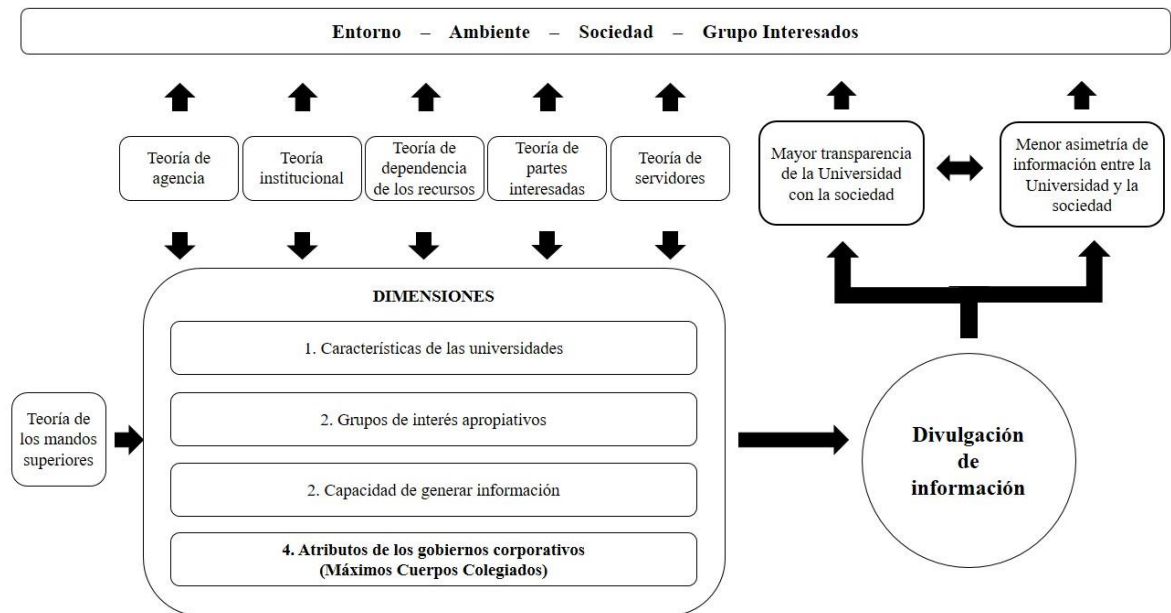 Entorno – Ambiente – Sociedad – Grupo Interesados
Teoría de
agencia
Teoría
institucional
Teoría de
dependencia
de los recursos
Teoría de
partes
interesadas
Teoría de
servidores
Mayor transparencia
de la Universidad
con la sociedad
Menor asimetría de
información entre la
Universidad y la
sociedad
DIMENSIONES
1. Características de las universidades
2. Grupos de interés apropiativos
2. Capacidad de generar información
4. Atributos de los gobiernos corporativos
(Máximos Cuerpos Colegiados)
Teoría de
los mandos
superiores
Divulgación
de
información